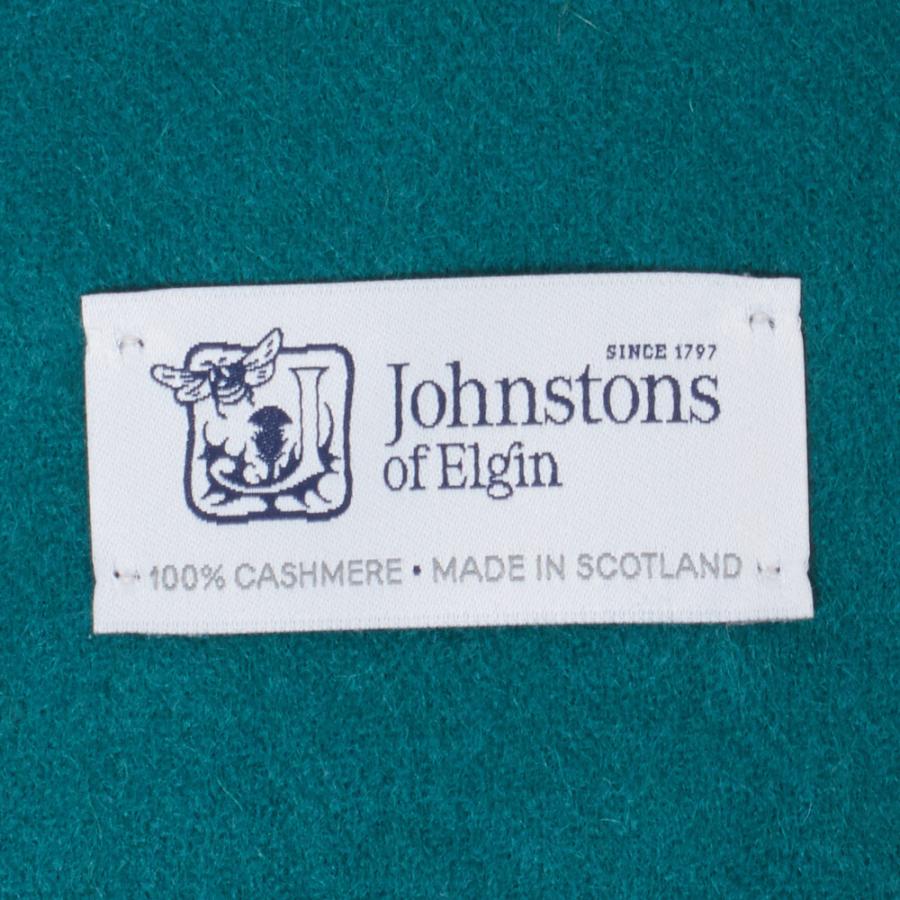 SINCE 1797
Johnstons
of Elgin
100% CASHMERE • MADE IN SCOTLAND